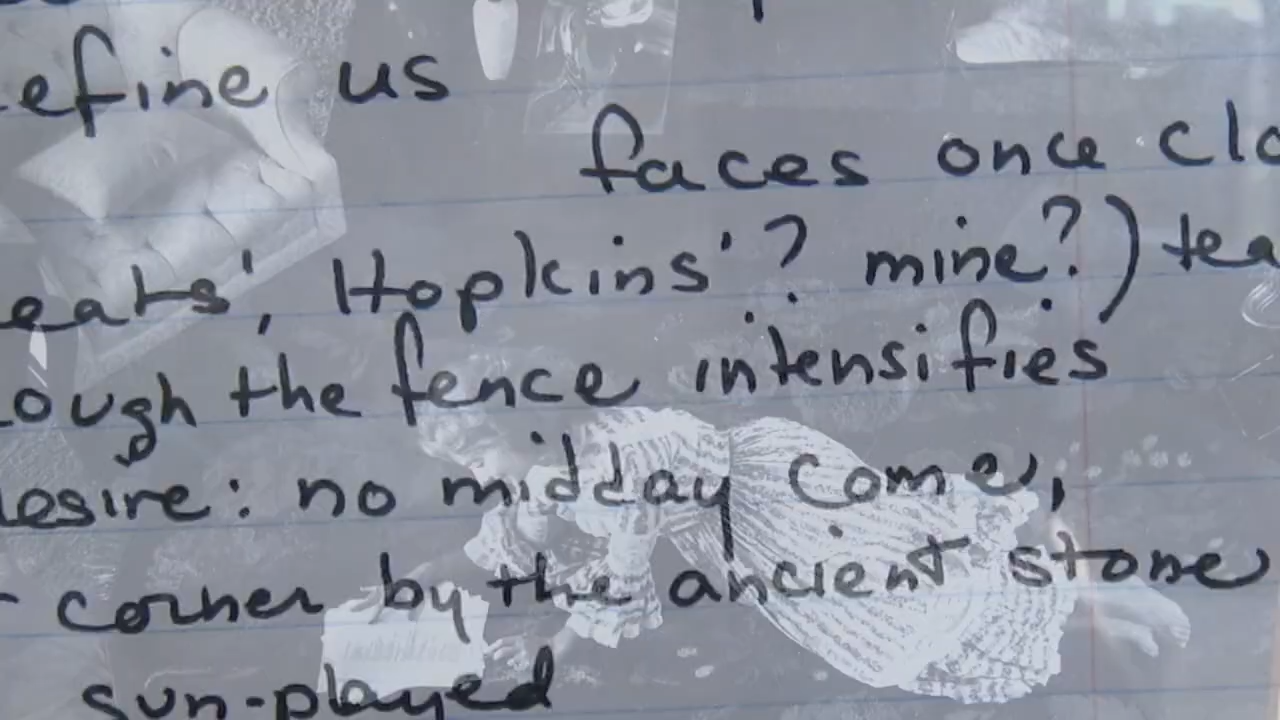 efine us
faces once clo
eats', Hopkins'? mine?) tea
ough the fence intensifies
desire: no midday come,
corner by the ancient stone
sun-played